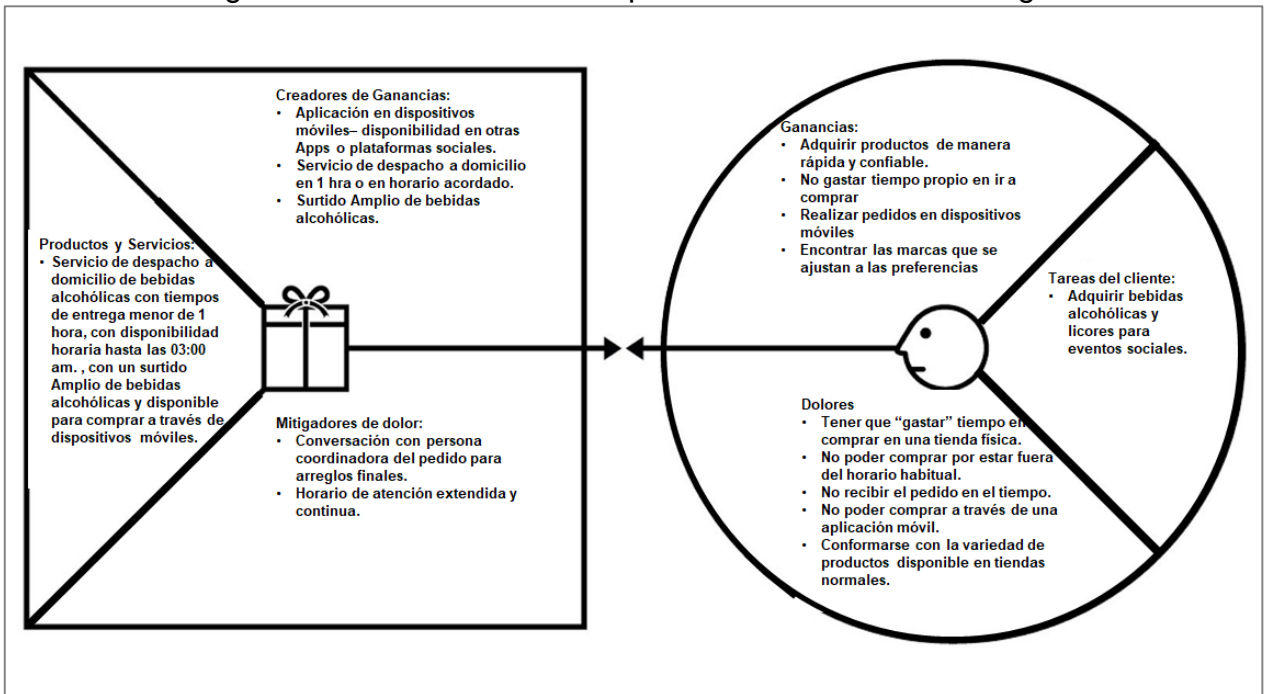 Creadores de Ganancias:
• Aplicación en dispositivos
móviles– disponibilidad en otras
Apps o plataformas sociales.
• Servicio de despacho a domicilio
en 1 hra o en horario acordado.
• Surtido Amplio de bebidas
alcohólicas.
Productos y Servicios:
• Servicio de despacho a
domicilio de bebidas
alcohólicas con tiempos
de entrega menor de 1
hora, con disponibilidad
horaria hasta las 03:00
am. , con un surtido
Amplio de bebidas
alcohólicas y disponible
para comprar a través de
dispositivos móviles.
Mitigadores de dolor:
• Conversación con persona
coordinadora del pedido para
arreglos finales.
• Horario de atención extendida y
continua.
Ganancias:
• Adquirir productos de manera
rápida y confiable.
• No gastar tiempo propio en ir a
comprar
• Realizar pedidos en dispositivos
móviles
• Encontrar las marcas que se
ajustan a las preferencias
Tareas del cliente:
• Adquirir bebidas
alcohólicas y
licores para
eventos sociales.
Dolores
• Tener que “gastar” tiempo en
comprar en una tienda física.
• No poder comprar por estar fuera
del horario habitual.
• No recibir el pedido en el tiempo.
• No poder comprar a través de una
aplicación móvil.
• Conformarse con la variedad de
productos disponible en tiendas
normales.